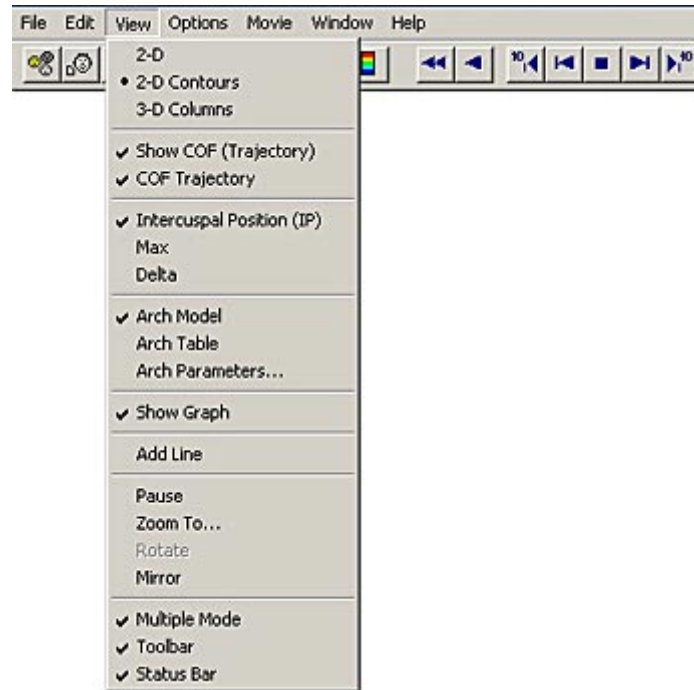 File Edit View Options Movie Window Help
10 10
2-D
2-D Contours
3-D Columns
Show COF (Trajectory)
COF Trajectory
Intercuspal Position (IP)
Max
Delta
Arch Model
Arch Table
Arch Parameters...
Show Graph
Add Line
Pause
Zoom To...
Rotate
Mirror
Multiple Mode
Toolbar
Status Bar